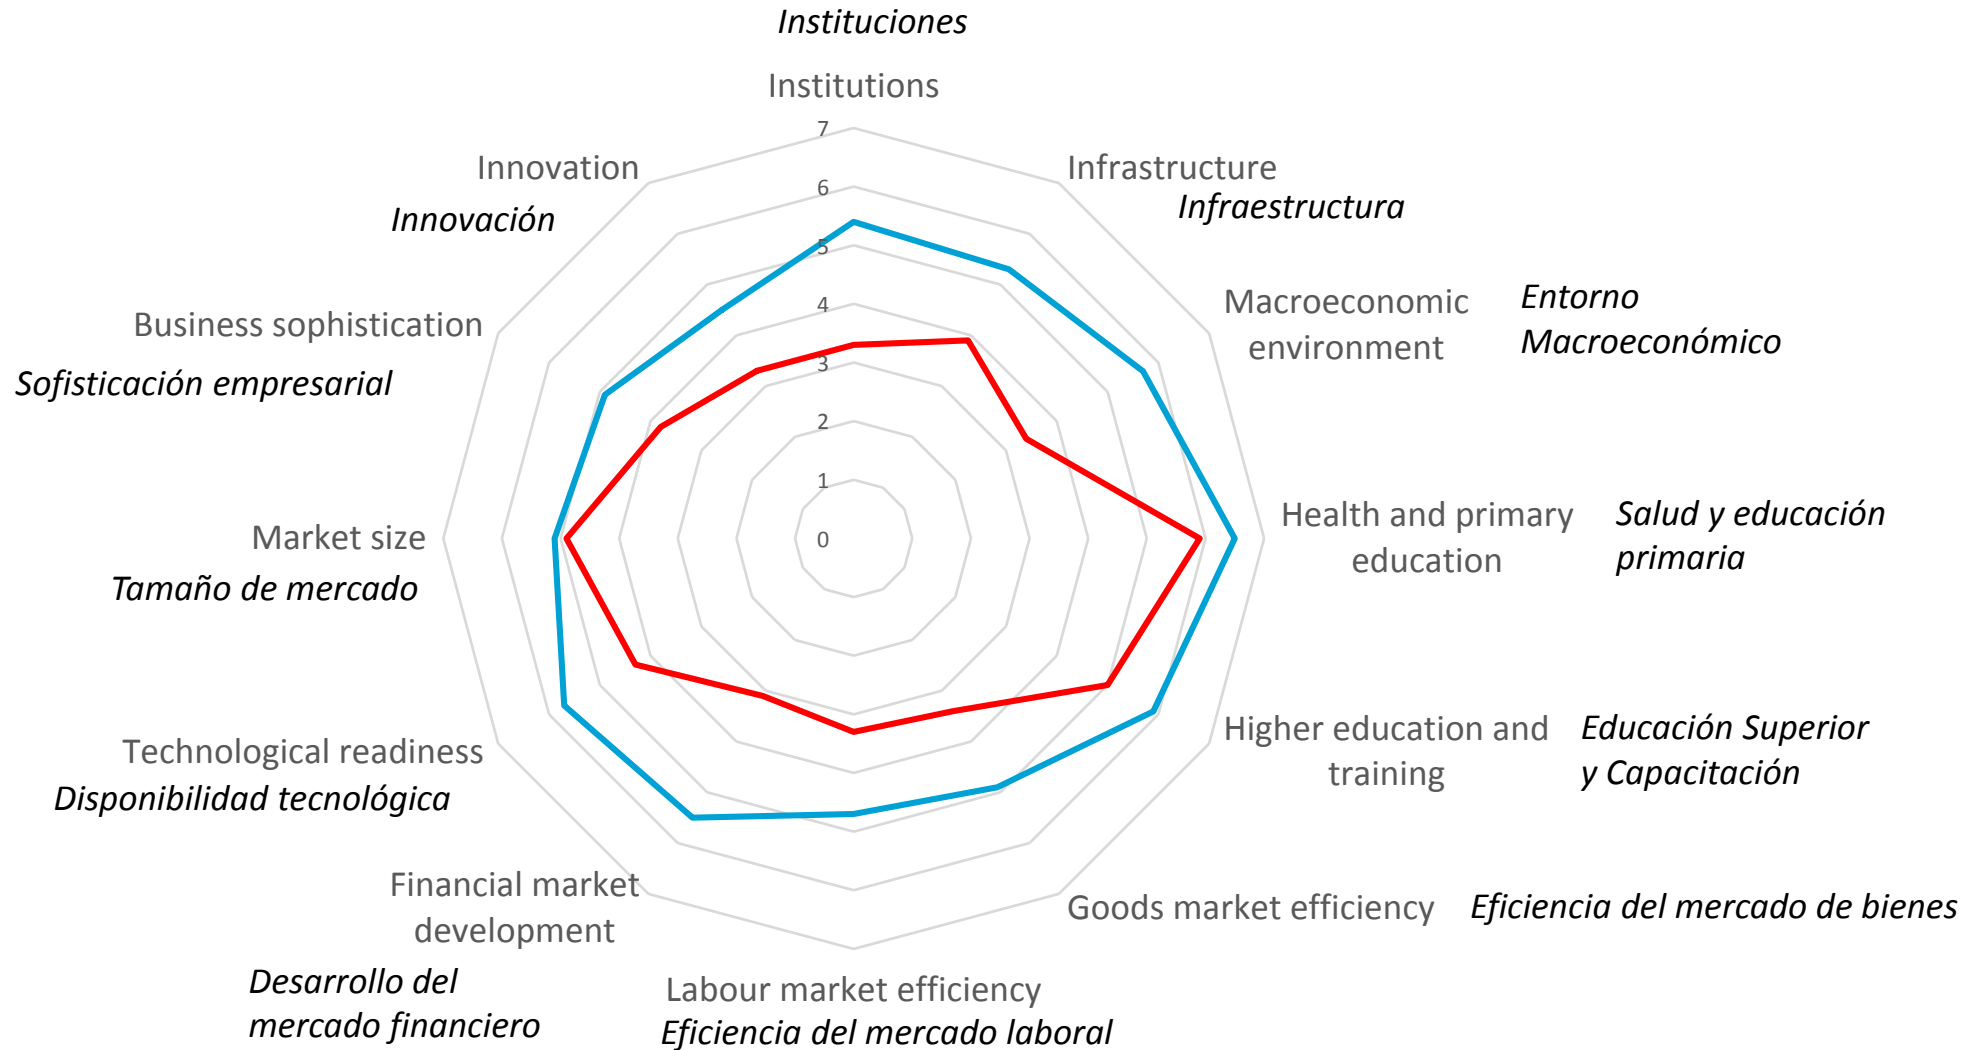 Instituciones
Institutions
7
Innovation
Infrastructure
6
Innovación
Infraestructura
5
Macroeconomic
environment
Entorno
Macroeconómico
4
Business sophistication
3
Sofisticación empresarial
2
1
Health and primary
education
Salud y educación
primaria
Market size
0
Tamaño de mercado
Higher education and
training
Educación Superior
y Capacitación
Technological readiness
Disponibilidad tecnológica
Financial market
development
Goods market efficiency
Eficiencia del mercado de bienes
Desarrollo del
mercado financiero
Labour market efficiency
Eficiencia del mercado laboral